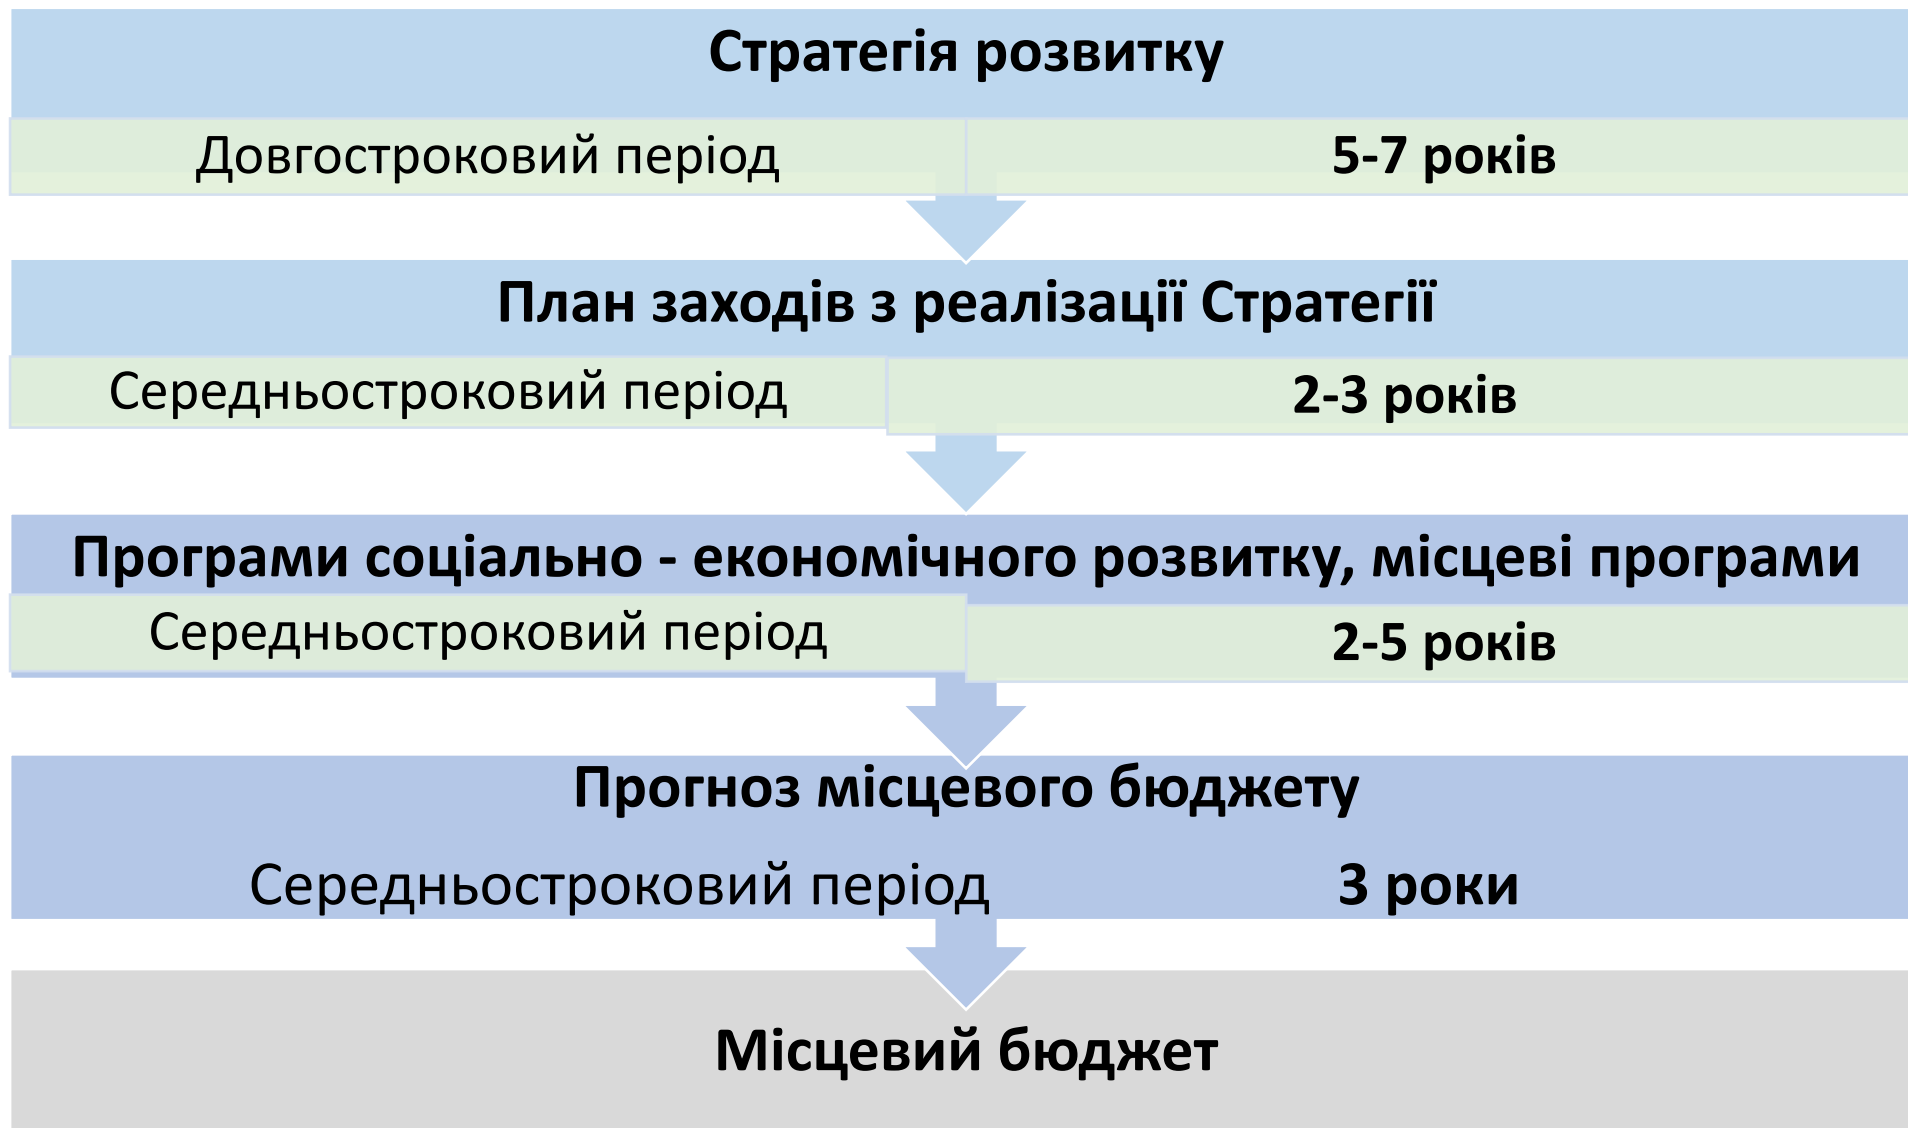 Стратегія розвитку
Довгостроковий період 5-7 років
План заходів з реалізації Стратегії
Середньостроковий період 2-3 років
Програми соціально - економічного розвитку, місцеві програми
Середньостроковий період 2-5 років
Прогноз місцевого бюджету
Середньостроковий період 3 роки
Місцевий бюджет